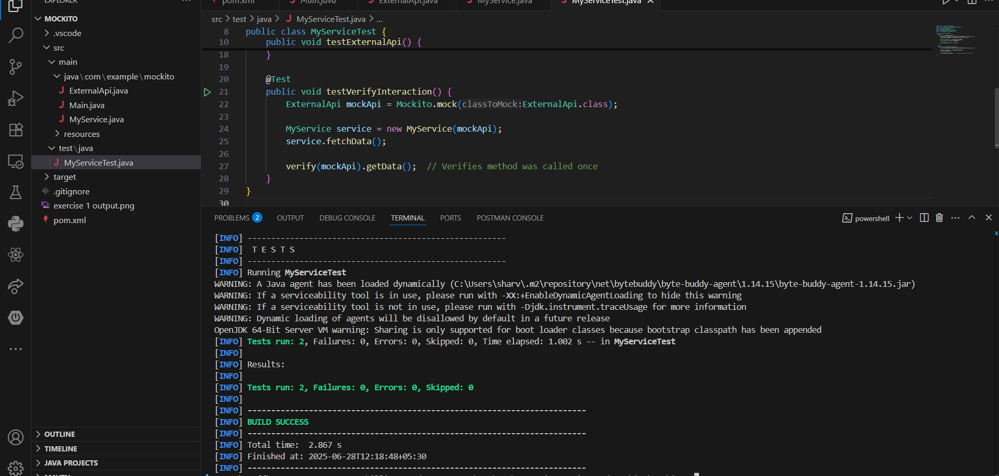 EXPLORER
pom.xml
Main.java
ExternalApi.java
MyService.java
MyServiceTest.java
MOCKITO
.vscode
src
main
java\com\example\mockito
ExternalApi.java
Main.java
MyService.java
resources
test\java
MyServiceTest.java
target
.gitignore
exercise 1 output.png
pom.xml
OUTLINE
TIMELINE
JAVA PROJECTS
MAVEN
src > test > java > MyServiceTest.java > ...
8 public class MyServiceTest {
10 public void testExternalApi() {
18 }
19
20 @Test
21 public void testVerifyInteraction() {
22 ExternalApi mockApi = Mockito.mock(classToMock:ExternalApi.class);
23
24 MyService service = new MyService(mockApi);
25 service.fetchData();
26
27 verify(mockApi).getData();  // Verifies method was called once
28 }
29 }
30
PROBLEMS 2 OUTPUT DEBUG CONSOLE TERMINAL PORTS POSTMAN CONSOLE
powershell
[INFO] -------------------------------------------------------
[INFO]  T E S T S
[INFO] -------------------------------------------------------
[INFO] Running MyServiceTest
WARNING: A Java agent has been loaded dynamically (C:\Users\sharv\.m2\repository\net\bytebuddy\byte-buddy-agent\1.14.15\byte-buddy-agent-1.14.15.jar)
WARNING: If a serviceability tool is in use, please run with -XX:+EnableDynamicAgentLoading to hide this warning
WARNING: If a serviceability tool is not in use, please run with -Djdk.instrument.traceUsage for more information
WARNING: Dynamic loading of agents will be disallowed by default in a future release
OpenJDK 64-Bit Server VM warning: Sharing is only supported for boot loader classes because bootstrap classpath has been appended
[INFO] Tests run: 2, Failures: 0, Errors: 0, Skipped: 0, Time elapsed: 1.002 s -- in MyServiceTest
[INFO]
[INFO] Results:
[INFO]
[INFO] Tests run: 2, Failures: 0, Errors: 0, Skipped: 0
[INFO]
[INFO] ------------------------------------------------------------------------
[INFO] BUILD SUCCESS
[INFO] ------------------------------------------------------------------------
[INFO] Total time:  2.867 s
[INFO] Finished at: 2025-06-28T12:18:48+05:30
[INFO] ------------------------------------------------------------------------